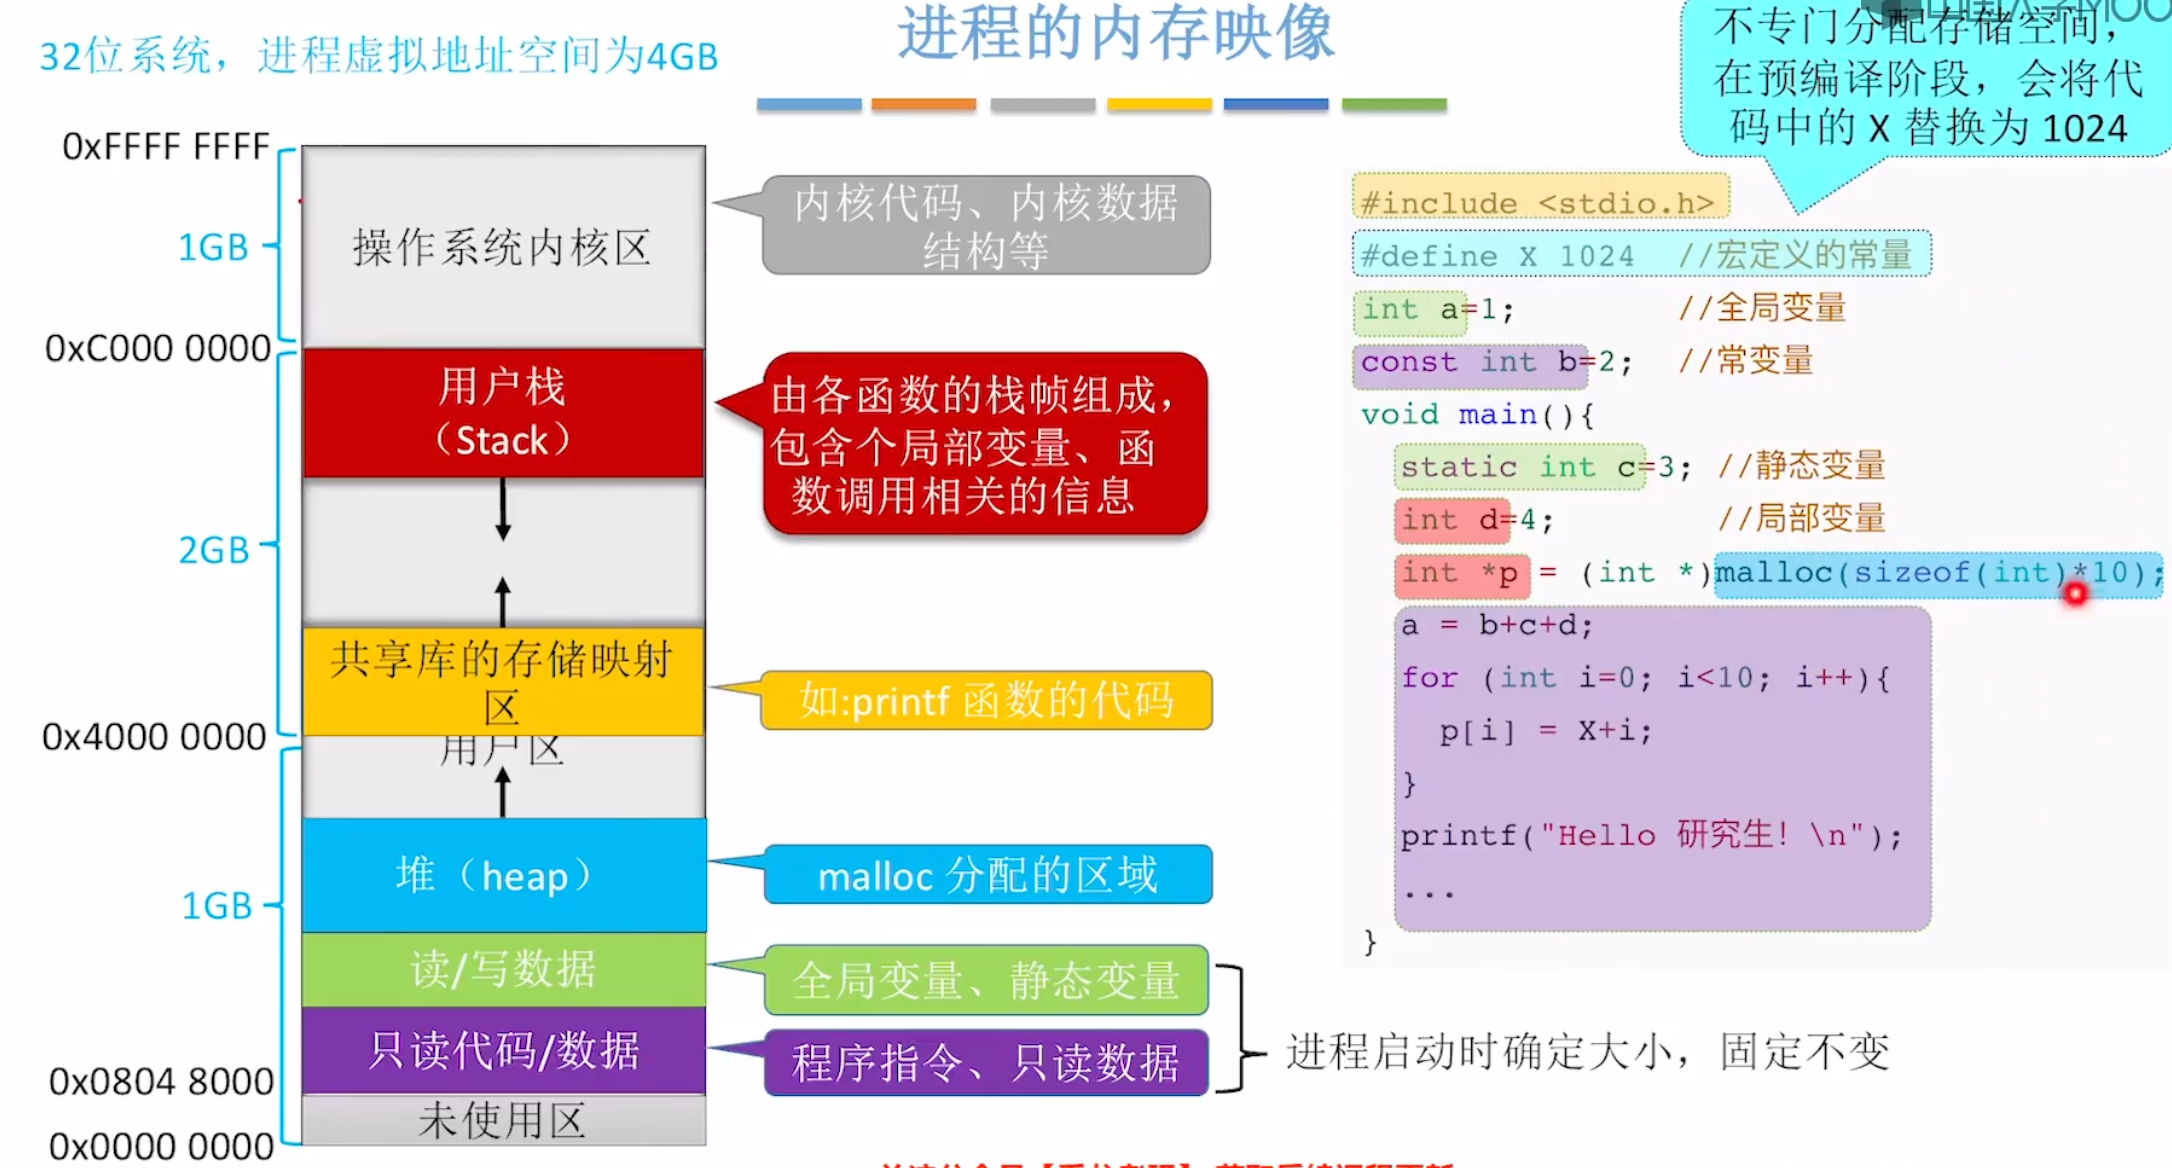 进程的内存映像
32位系统，进程虚拟地址空间为4GB
不专门分配存储空间，
在预编译阶段，会将代
码中的 X 替换为 1024
0xFFFF FFFF
1GB
操作系统内核区
内核代码、内核数据
结构等
0xC000 0000
用户栈
（Stack）
由各函数的栈帧组成，
包含个局部变量、函
数调用相关的信息
2GB
共享库的存储映射
区
如:printf 函数的代码
0x4000 0000
用户区
堆（heap）
malloc 分配的区域
1GB
读/写数据
全局变量、静态变量
只读代码/数据
程序指令、只读数据
进程启动时确定大小，固定不变
0x0804 8000
未使用区
0x0000 0000
#include <stdio.h>
#define X 1024 //宏定义的常量
int a=1; //全局变量
const int b=2; //常变量
void main(){
static int c=3; //静态变量
int d=4; //局部变量
int *p = (int *)malloc(sizeof(int)*10);
a = b+c+d;
for (int i=0; i<10; i++){
p[i] = X+i;
}
printf("Hello 研究生！\n");
...
}